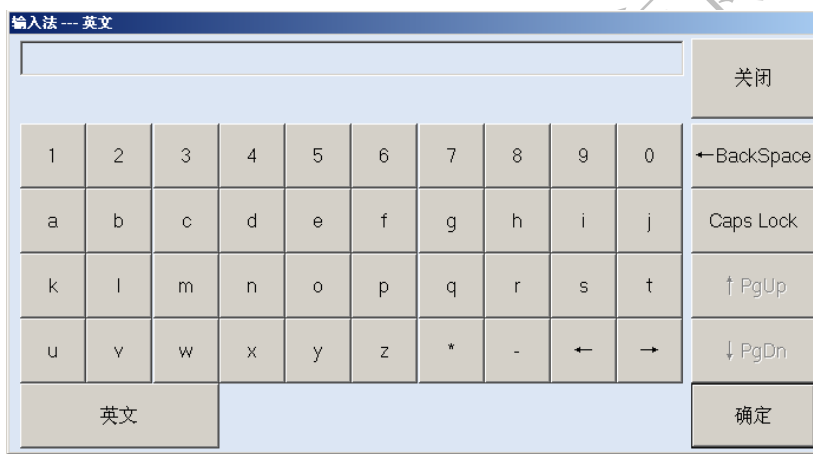 输入法 --- 英文
关闭
1 2 3 4 5 6 7 8 9 0 ←BackSpace
a b c d e f g h i j Caps Lock
k l m n o p q r s t ↑ PgUp
u v w x y z * - ← → ↓ PgDn
英文 确定